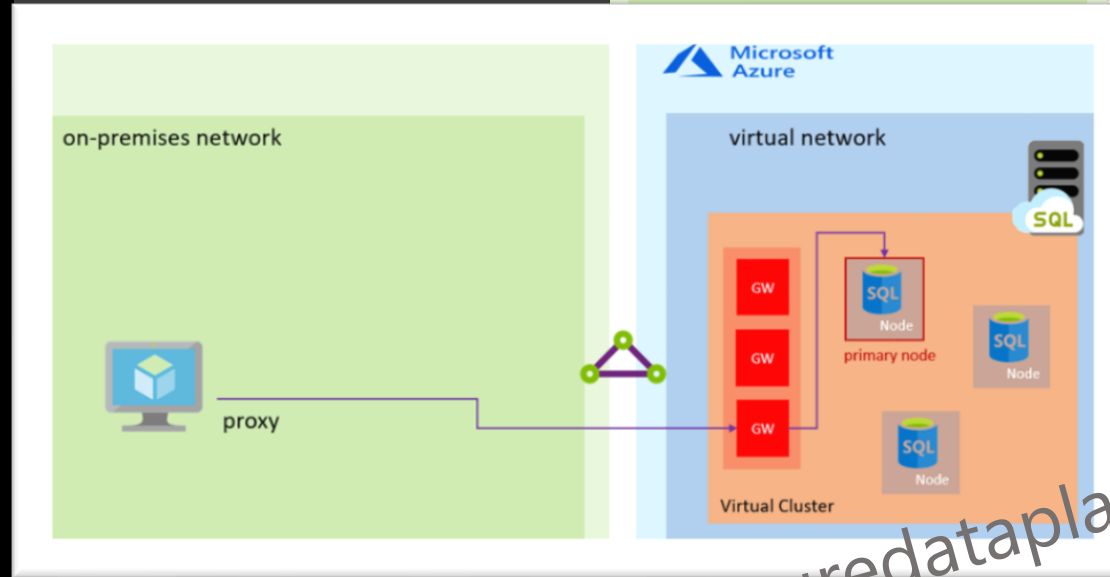 Microsoft
Azure
on-premises network
virtual network
SQL
GW
SQL
Node
primary node
SQL
Node
GW
proxy
GW
SQL
Node
Virtual Cluster